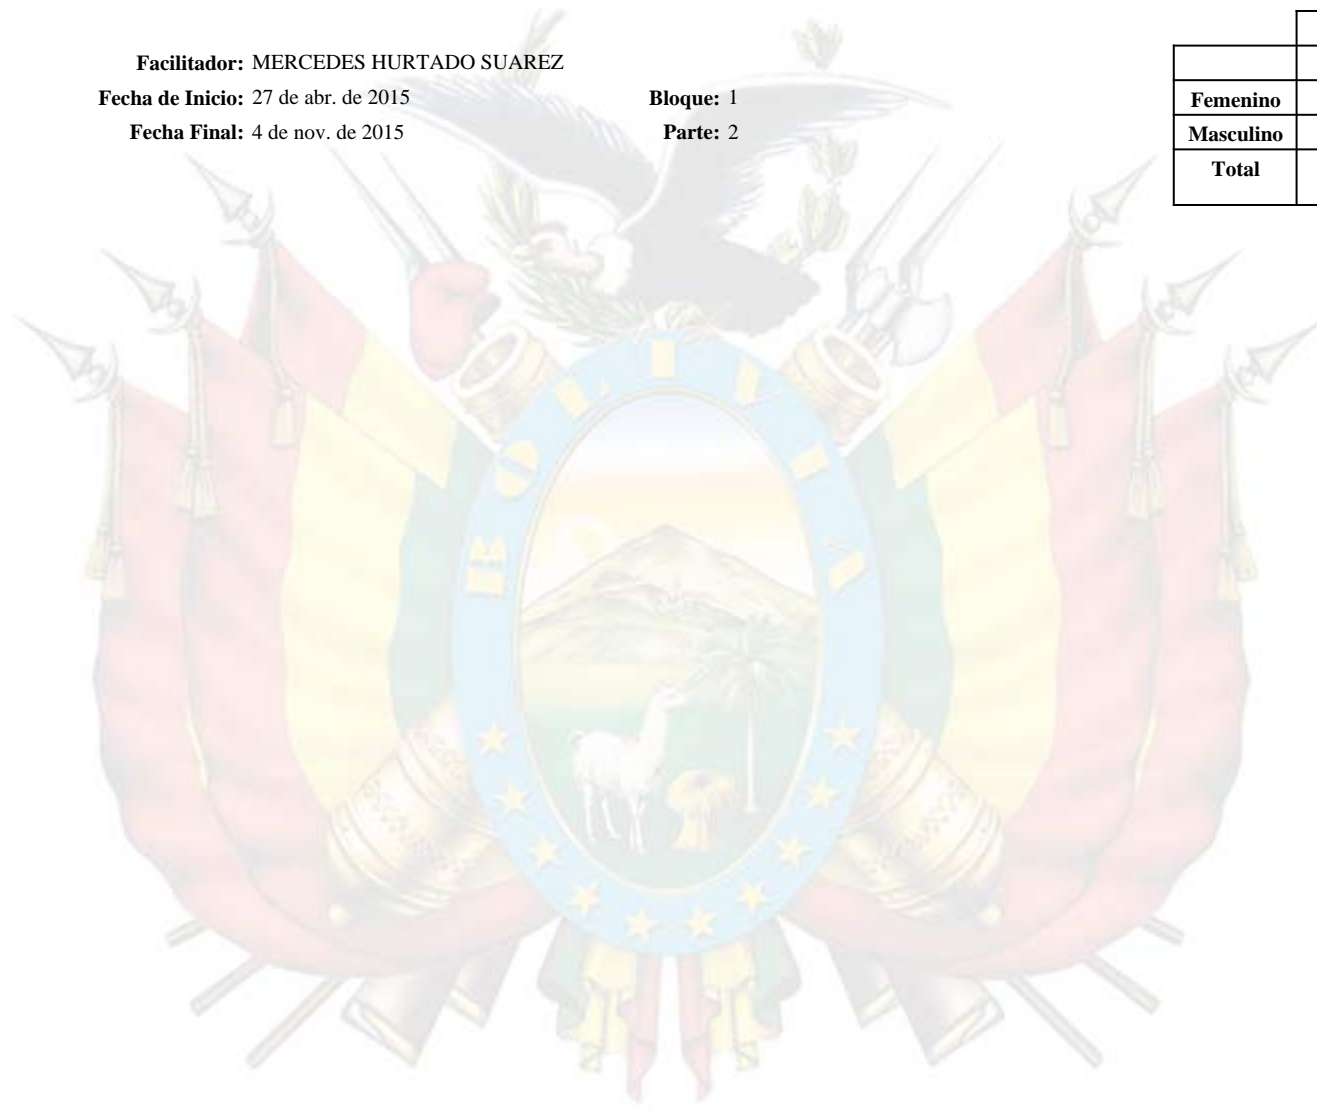 Facilitador: MERCEDES HURTADO SUAREZ
Fecha de Inicio: 27 de abr. de 2015 Bloque: 1
Fecha Final: 4 de nov. de 2015 Parte: 2
Femenino
Masculino
Total
BOLIVIA